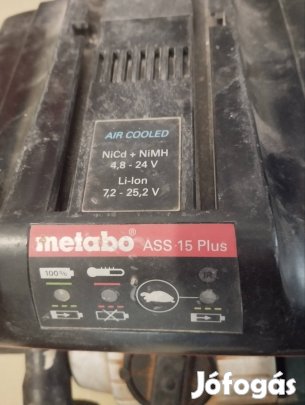 AIR COOLED
NiCd + NiMH
4,8 - 24 V
Li-Ion
7,2 - 25,2 V
metabo® ASS 15 Plus
100%
Jófogás